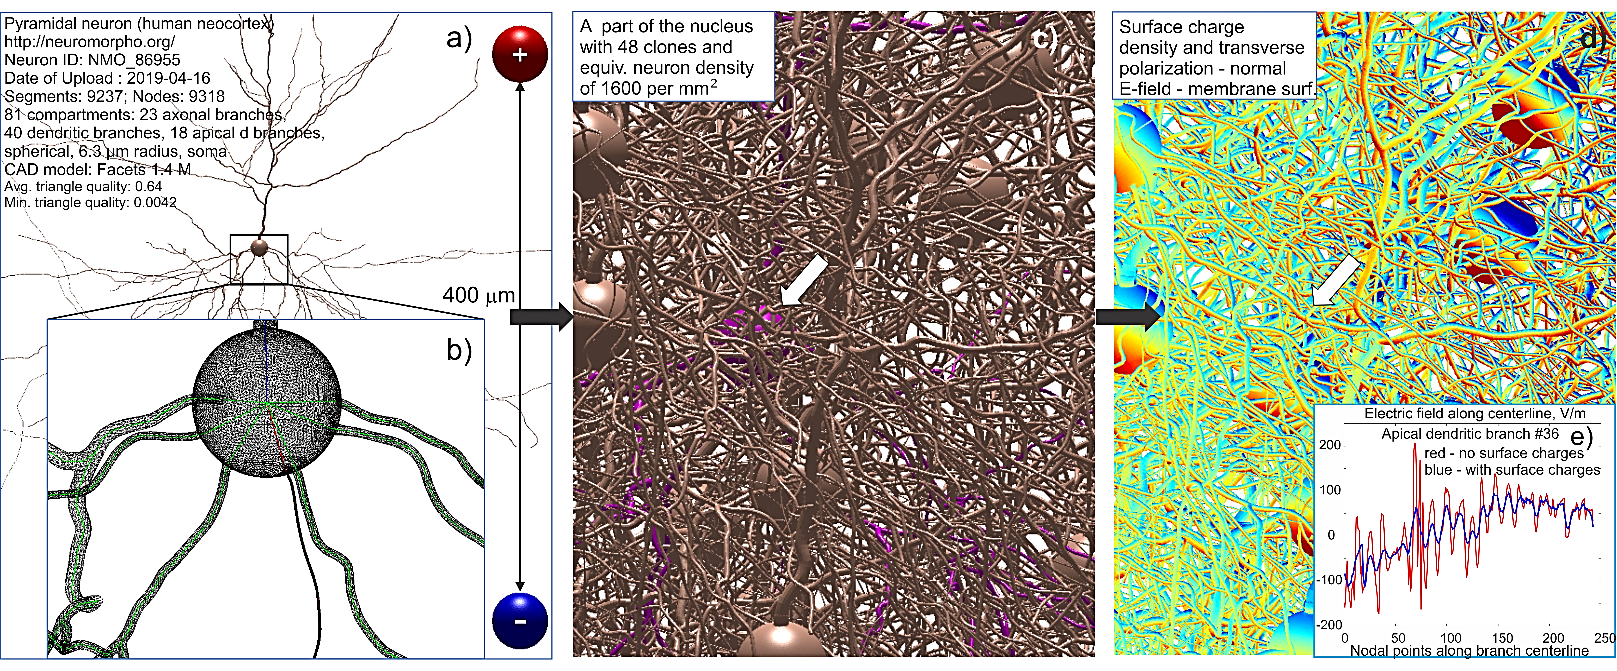 Pyramidal neuron (human neocortex)
http://neuromorpho.org/
Neuron ID: NMO_86955
Date of Upload : 2019-04-16
Segments: 9237; Nodes: 9318
81 compartments: 23 axonal branches,
40 dendritic branches, 18 apical d branches,
spherical, 6.3 μm radius, soma
CAD model: Facets 1.4 M
Avg. triangle quality: 0.64
Min. triangle quality: 0.0042
a)
+
400 μm
b)
-
A part of the nucleus
with 48 clones and
equiv. neuron density
of 1600 per mm²
c)
Surface charge
density and transverse
polarization - normal
E-field - membrane surf.
d)
Electric field along centerline, V/m
Apical dendritic branch #36
e)
red - no surface charges
blue - with surface charges
200
100
0
-100
-200
0 50 100 150 200 250
Nodal points along branch centerline